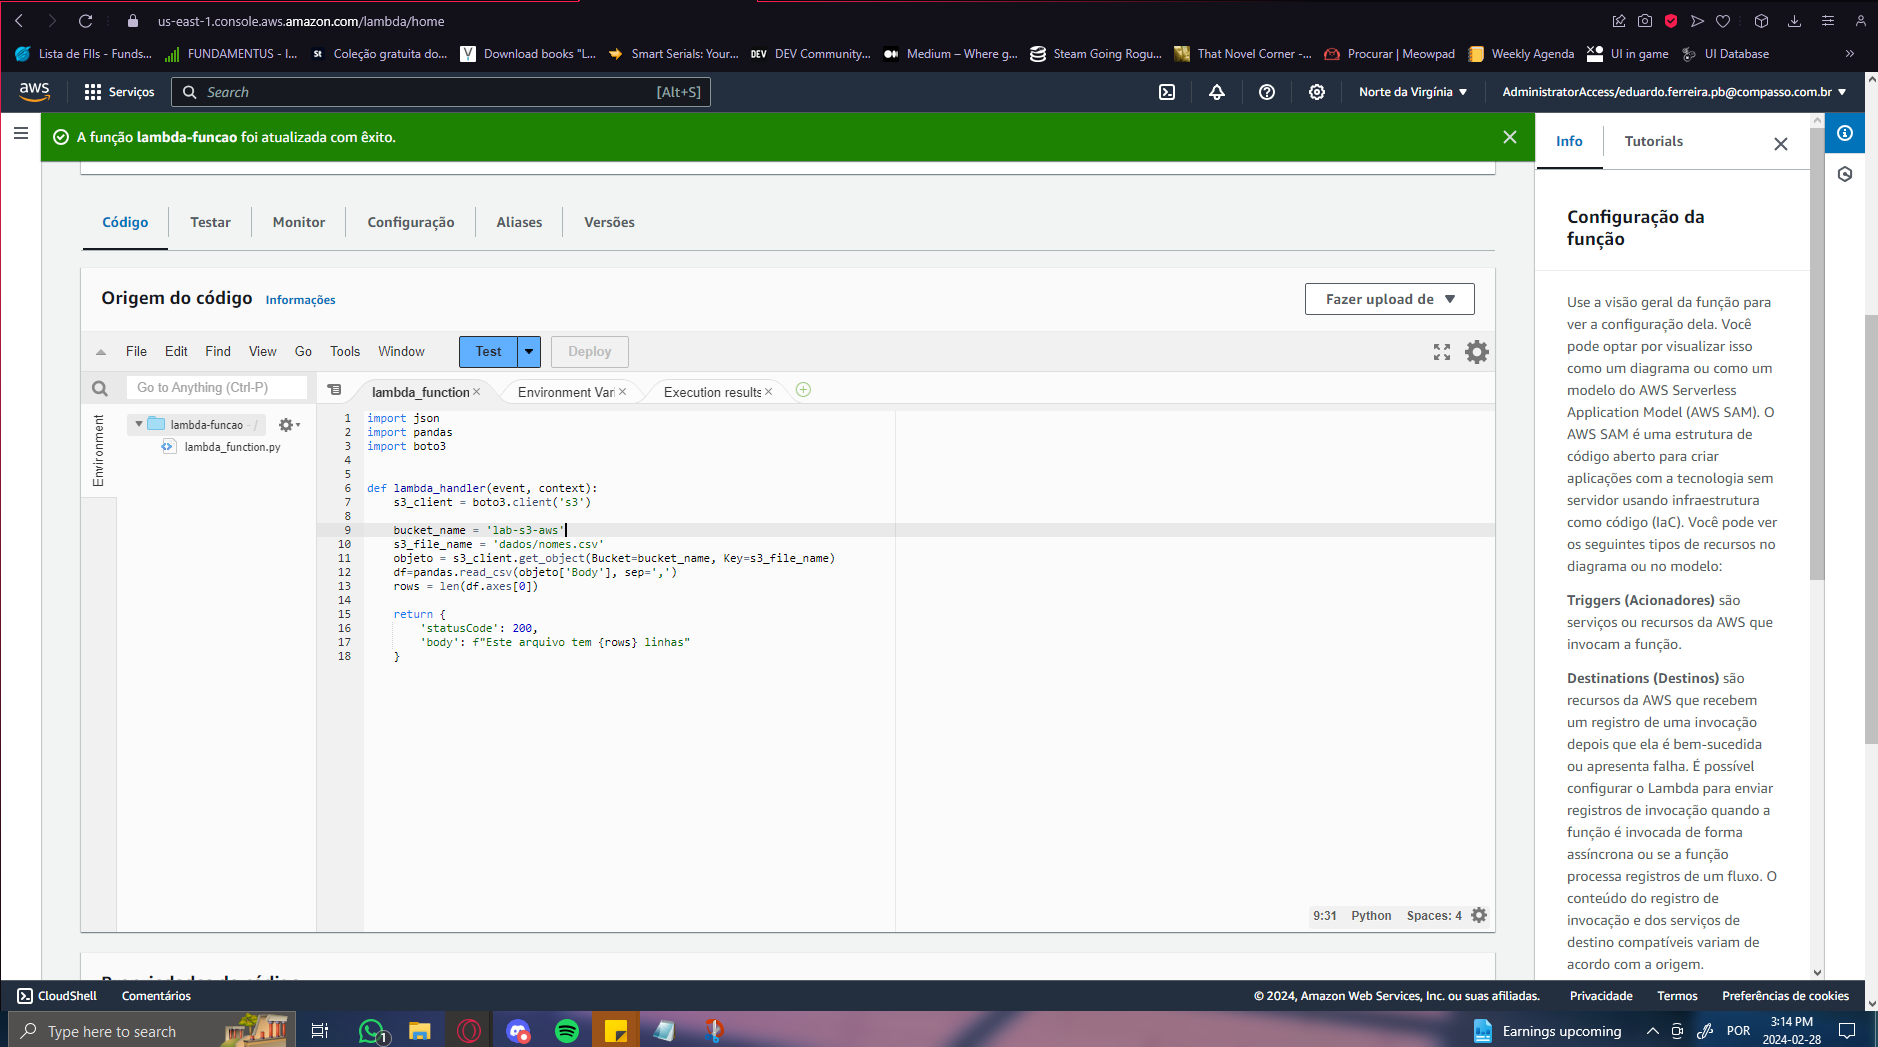 us-east-1.console.aws.amazon.com/lambda/home
Lista de FIIs - Funds... FUNDAMENTUS - I... St Coleção gratuita do... V Download books "L... Smart Serials: Your... DEV DEV Community... Medium – Where g... Steam Going Rogu... That Novel Corner -... Procurar | Meowpad Weekly Agenda UI in game UI Database »
aws Serviços Search [Alt+S] Norte da Virgínia AdministratorAccess/eduardo.ferreira.pb@compasso.com.br
A função lambda-funcao foi atualizada com êxito.
Código Testar Monitor Configuração Aliases Versões
Origem do código Informações Fazer upload de
File Edit Find View Go Tools Window Test Deploy
Go to Anything (Ctrl-P) lambda_function × Environment Vari × Execution results ×
Environment
lambda-funcao - /
lambda_function.py
1 import json
2 import pandas
3 import boto3
4
5
6 def lambda_handler(event, context):
7 s3_client = boto3.client('s3')
8
9 bucket_name = 'lab-s3-aws'
10 s3_file_name = 'dados/nomes.csv'
11 objeto = s3_client.get_object(Bucket=bucket_name, Key=s3_file_name)
12 df=pandas.read_csv(objeto['Body'], sep=',')
13 rows = len(df.axes[0])
14
15 return {
16 'statusCode': 200,
17 'body': f"Este arquivo tem {rows} linhas"
18 }
9:31 Python Spaces: 4
Info Tutorials
Configuração da
função
Use a visão geral da função para
ver a configuração dela. Você
pode optar por visualizar isso
como um diagrama ou como um
modelo do AWS Serverless
Application Model (AWS SAM). O
AWS SAM é uma estrutura de
código aberto para criar
aplicações com a tecnologia sem
servidor usando infraestrutura
como código (IaC). Você pode ver
os seguintes tipos de recursos no
diagrama ou no modelo:
Triggers (Acionadores) são
serviços ou recursos da AWS que
invocam a função.
Destinations (Destinos) são
recursos da AWS que recebem
um registro de uma invocação
depois que ela é bem-sucedida
ou apresenta falha. É possível
configurar o Lambda para enviar
registros de invocação quando a
função é invocada de forma
assíncrona ou se a função
processa registros de um fluxo. O
conteúdo do registro de
invocação e dos serviços de
destino compatíveis variam de
acordo com a origem.
CloudShell Comentários © 2024, Amazon Web Services, Inc. ou suas afiliadas. Privacidade Termos Preferências de cookies
Type here to search 1 Earnings upcoming POR 3:14 PM
2024-02-28